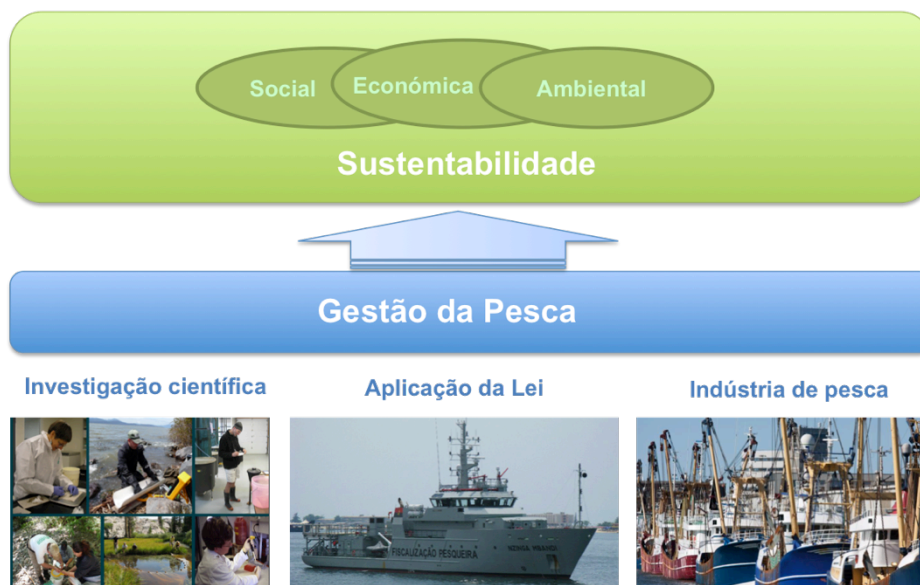 Social
Económica
Ambiental
Sustentabilidade
Gestão da Pesca
Investigação científica
Aplicação da Lei
Indústria de pesca
FISCALIZAÇÃO PESQUEIRA